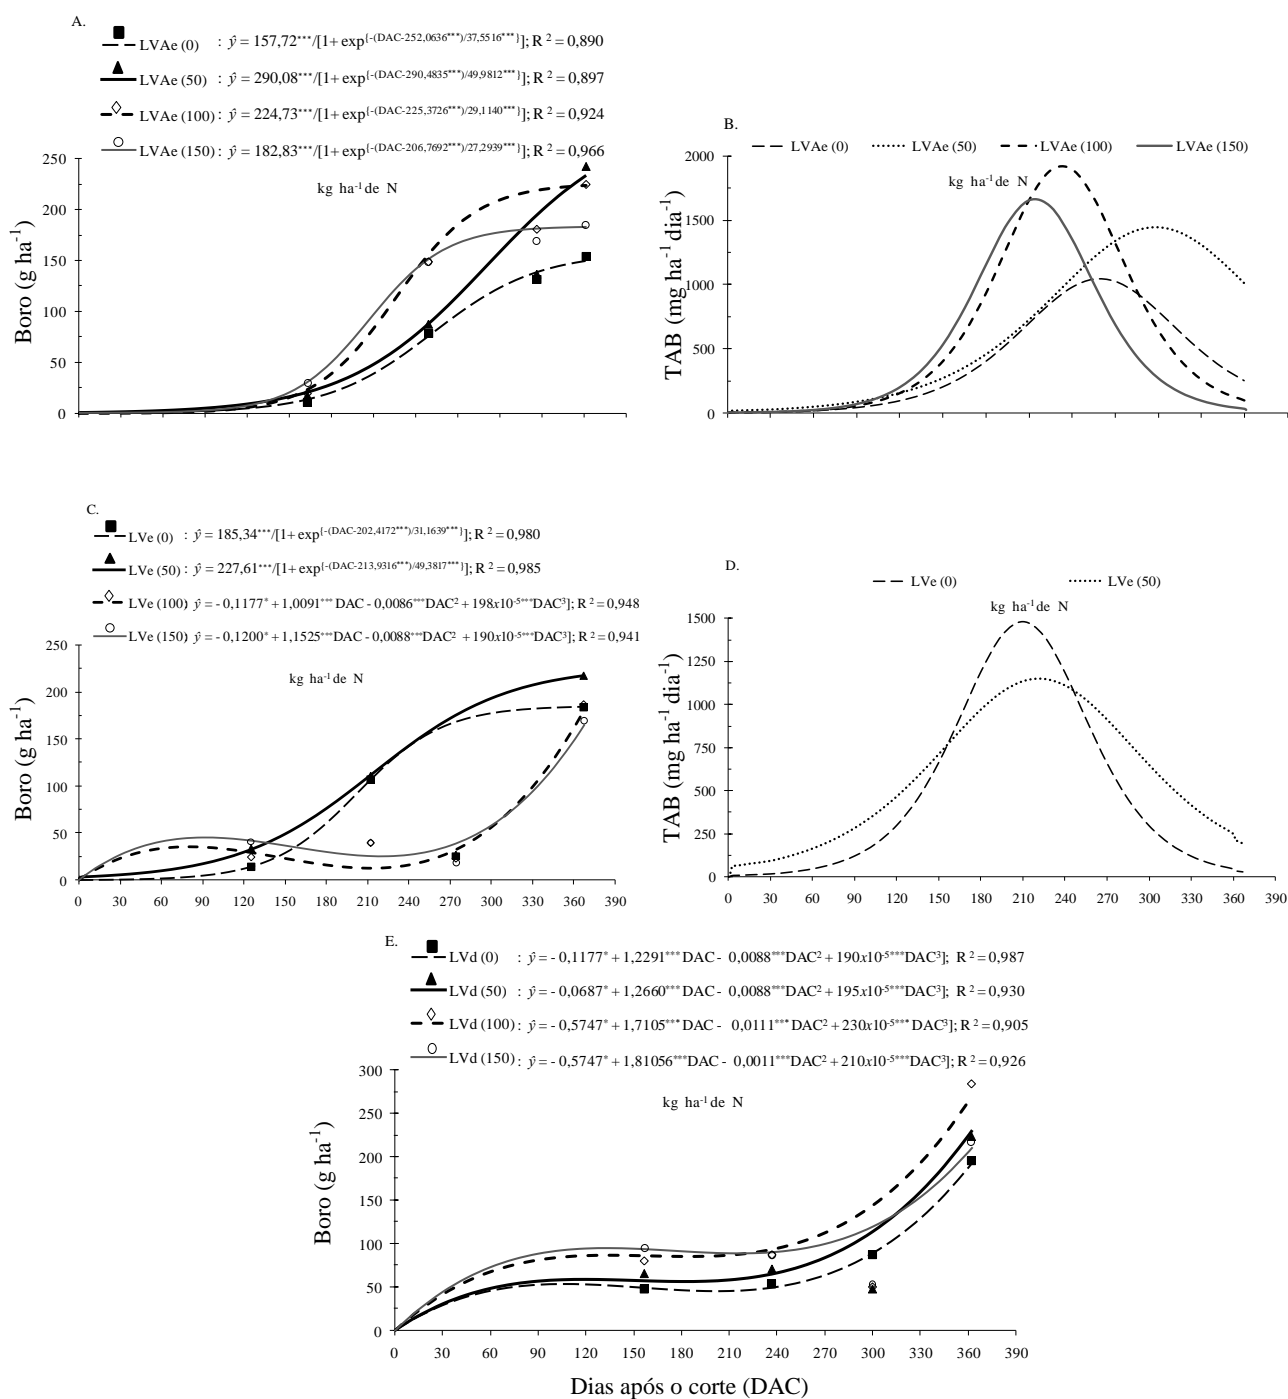 A.
LVAe (0) : ŷ = 157,72***/[1+ exp{-(DAC-252,0636***)/37,5516***}]; R² = 0,890
LVAe (50) : ŷ = 290,08***/[1+ exp{-(DAC-290,4835***)/49,9812***}]; R² = 0,897
LVAe (100) : ŷ = 224,73***/[1+ exp{-(DAC-225,3726***)/29,1140***}]; R² = 0,924
LVAe (150) : ŷ = 182,83***/[1+ exp{-(DAC-206,7692***)/27,2939***}]; R² = 0,966
kg ha⁻¹ de N
Boro (g ha⁻¹)
250
200
150
100
50
0
B.
LVAe (0) LVAe (50) LVAe (100) LVAe (150)
kg ha⁻¹ de N
TAB (mg ha⁻¹ dia⁻¹)
2000
1500
1000
500
0
C.
LVe (0) : ŷ = 185,34***/[1+ exp{-(DAC-202,4172***)/31,1639***}]; R² = 0,980
LVe (50) : ŷ = 227,61***/[1+ exp{-(DAC-213,9316***)/49,3817***}]; R² = 0,985
LVe (100) ŷ = - 0,1177* + 1,0091*** DAC - 0,0086***DAC² + 198x10⁻⁵***DAC³]; R² = 0,948
LVe (150) ŷ = - 0,1200* + 1,1525***DAC - 0,0088***DAC² + 190x10⁻⁵***DAC³]; R² = 0,941
kg ha⁻¹ de N
Boro (g ha⁻¹)
250
200
150
100
50
0
0 30 60 90 120 150 180 210 240 270 300 330 360 390
D.
LVe (0) LVe (50)
kg ha⁻¹ de N
TAB (mg ha⁻¹ dia⁻¹)
1500
1250
1000
750
500
250
0
0 30 60 90 120 150 180 210 240 270 300 330 360 390
E.
LVd (0) : ŷ = - 0,1177* + 1,2291*** DAC - 0,0088***DAC² + 190x10⁻⁵***DAC³]; R² = 0,987
LVd (50) : ŷ = - 0,0687* + 1,2660***DAC - 0,0088***DAC² + 195x10⁻⁵***DAC³]; R² = 0,930
LVd (100) : ŷ = - 0,5747* + 1,7105*** DAC - 0,0111*** DAC² + 230x10⁻⁵*** DAC³]; R² = 0,905
LVd (150) : ŷ = - 0,5747* + 1,81056***DAC - 0,0011***DAC² + 210x10⁻⁵***DAC³]; R² = 0,926
kg ha⁻¹ de N
Boro (g ha⁻¹)
300
250
200
150
100
50
0
0 30 60 90 120 150 180 210 240 270 300 330 360 390
Dias após o corte (DAC)